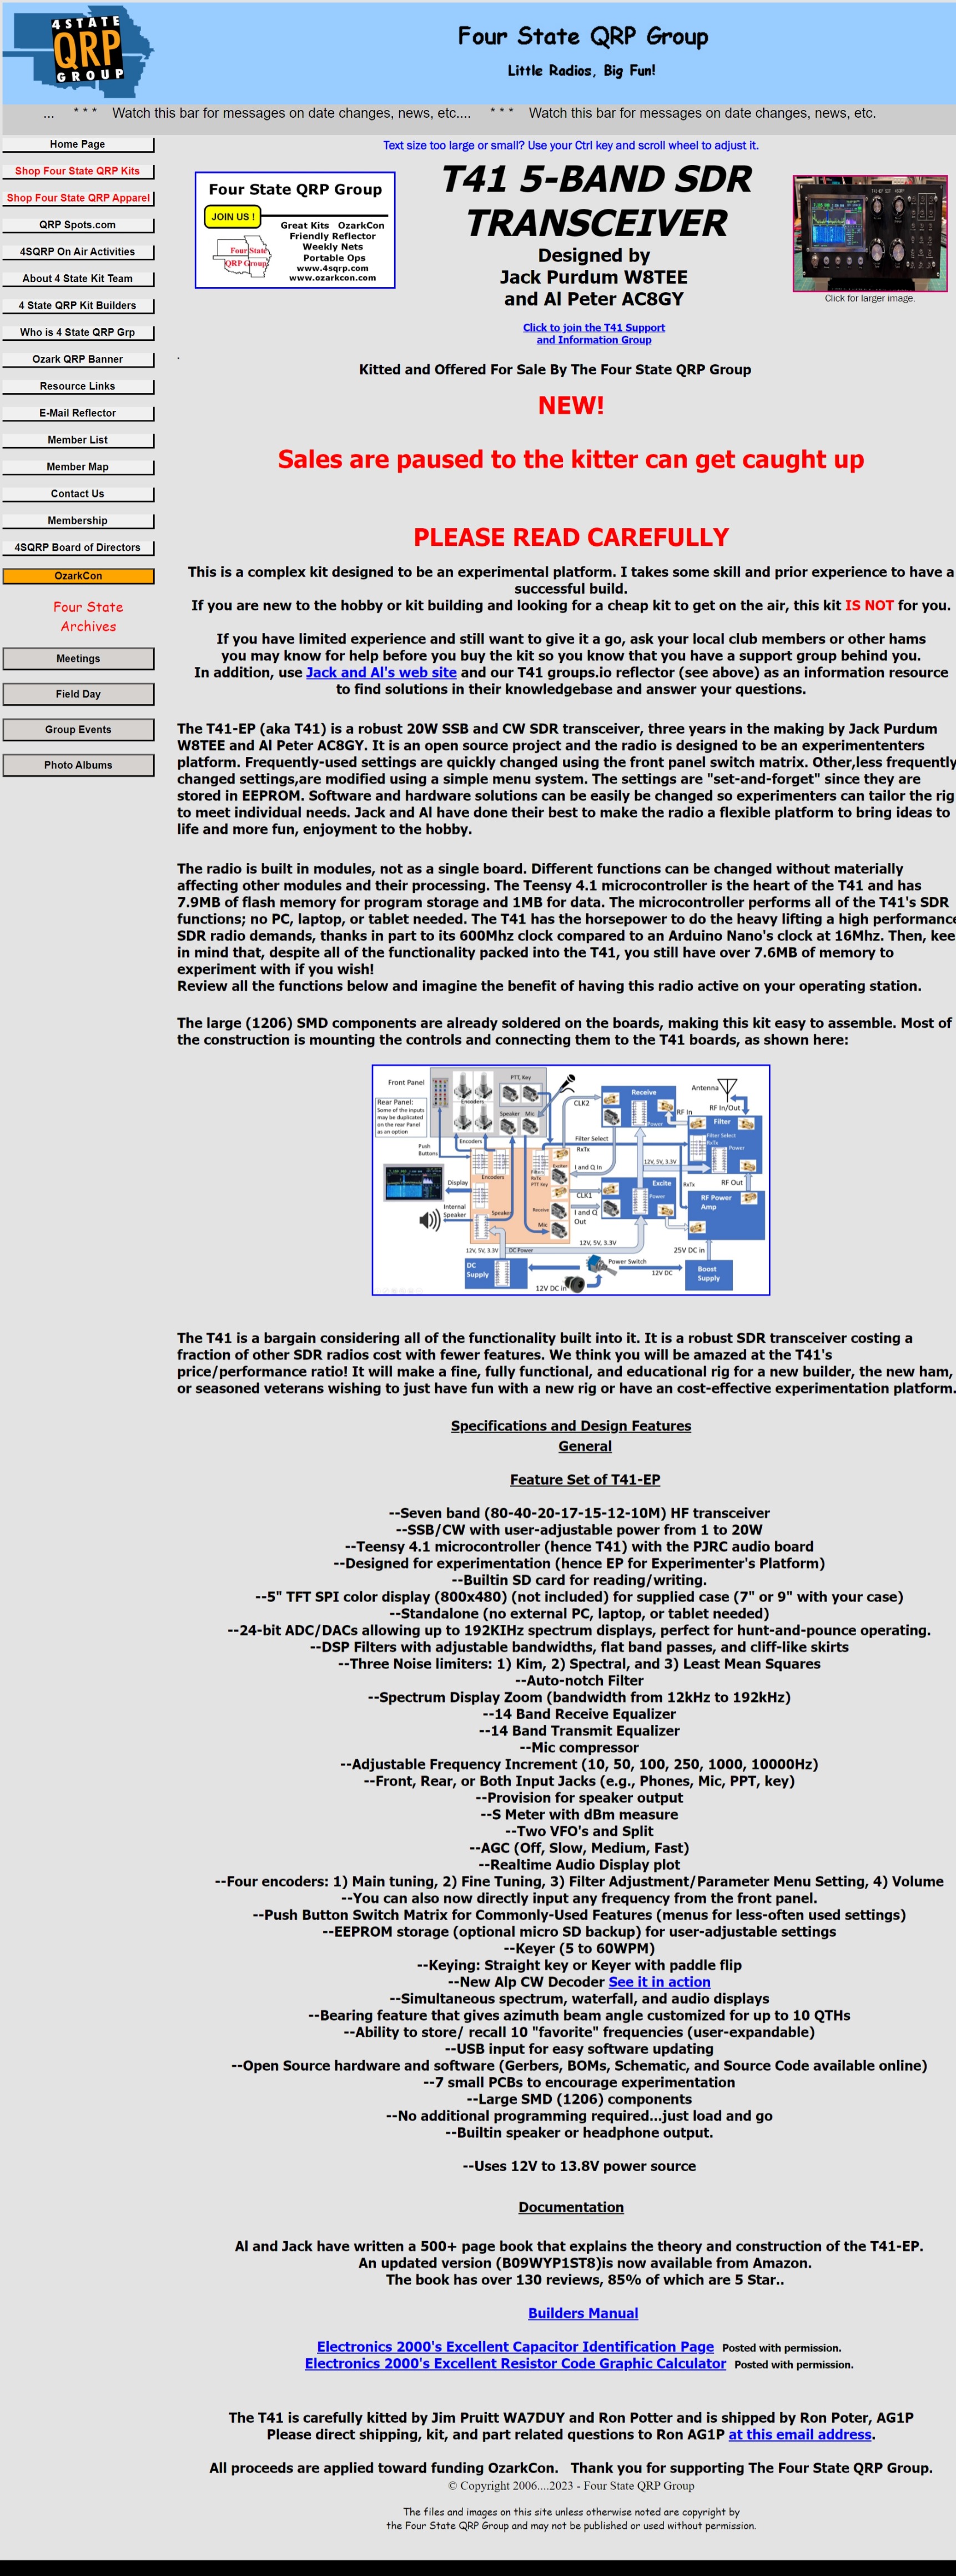 4 STATE
QRP
GROUP
Four State QRP Group
Little Radios, Big Fun!
... * * * Watch this bar for messages on date changes, news, etc.... * * * Watch this bar for messages on date changes, news, etc.
Home Page
Shop Four State QRP Kits
Shop Four State QRP Apparel
QRP Spots.com
4SQRP On Air Activities
About 4 State Kit Team
4 State QRP Kit Builders
Who is 4 State QRP Grp
Ozark QRP Banner
Resource Links
E-Mail Reflector
Member List
Member Map
Contact Us
Membership
4SQRP Board of Directors
OzarkCon
Four State
Archives
Meetings
Field Day
Group Events
Photo Albums
Text size too large or small? Use your Ctrl key and scroll wheel to adjust it.
Four State QRP Group
JOIN US !
Great Kits OzarkCon
Friendly Reflector
Weekly Nets
Portable Ops
www.4sqrp.com
www.ozarkcon.com
Four State
QRP Group
T41 5-BAND SDR
TRANSCEIVER
Designed by
Jack Purdum W8TEE
and Al Peter AC8GY
Click for larger image.
Click to join the T41 Support
and Information Group
.
Kitted and Offered For Sale By The Four State QRP Group
NEW!
Sales are paused to the kitter can get caught up
PLEASE READ CAREFULLY
This is a complex kit designed to be an experimental platform. I takes some skill and prior experience to have a
successful build.
If you are new to the hobby or kit building and looking for a cheap kit to get on the air, this kit IS NOT for you.
If you have limited experience and still want to give it a go, ask your local club members or other hams
you may know for help before you buy the kit so you know that you have a support group behind you.
In addition, use Jack and Al's web site and our T41 groups.io reflector (see above) as an information resource
to find solutions in their knowledgebase and answer your questions.
The T41-EP (aka T41) is a robust 20W SSB and CW SDR transceiver, three years in the making by Jack Purdum
W8TEE and Al Peter AC8GY. It is an open source project and the radio is designed to be an experimententers
platform. Frequently-used settings are quickly changed using the front panel switch matrix. Other,less frequently
changed settings,are modified using a simple menu system. The settings are "set-and-forget" since they are
stored in EEPROM. Software and hardware solutions can be easily be changed so experimenters can tailor the rig
to meet individual needs. Jack and Al have done their best to make the radio a flexible platform to bring ideas to
life and more fun, enjoyment to the hobby.
The radio is built in modules, not as a single board. Different functions can be changed without materially
affecting other modules and their processing. The Teensy 4.1 microcontroller is the heart of the T41 and has
7.9MB of flash memory for program storage and 1MB for data. The microcontroller performs all of the T41's SDR
functions; no PC, laptop, or tablet needed. The T41 has the horsepower to do the heavy lifting a high performance
SDR radio demands, thanks in part to its 600Mhz clock compared to an Arduino Nano's clock at 16Mhz. Then, kee
in mind that, despite all of the functionality packed into the T41, you still have over 7.6MB of memory to
experiment with if you wish!
Review all the functions below and imagine the benefit of having this radio active on your operating station.
The large (1206) SMD components are already soldered on the boards, making this kit easy to assemble. Most of
the construction is mounting the controls and connecting them to the T41 boards, as shown here:
Front Panel
Rear Panel:
Some of the inputs
may be duplicated
on the rear Panel
as an option
Encoders
PTT, Key
Speaker Mic
Push
Buttons
Encoders
CLK2
Receive
Power
RF In
Antenna
RF In/Out
Filter
Filter Select
RxTx
Power
Filter Select
RxTx
12V, 5V, 3.3V
I and Q In
Encoders
Filters
RxTx
PTT Key
Exciter
Display
Internal
Speaker
Speaker
Receive
Mic
CLK1
I and Q
Out
Excite
Power
RxTx
RF Out
RF Power
Amp
12V, 5V, 3.3V
12V, 5V, 3.3V
DC Power
25V DC in
DC
Supply
Power Switch
12V DC
12V DC in
Boost
Supply
The T41 is a bargain considering all of the functionality built into it. It is a robust SDR transceiver costing a
fraction of other SDR radios cost with fewer features. We think you will be amazed at the T41's
price/performance ratio! It will make a fine, fully functional, and educational rig for a new builder, the new ham,
or seasoned veterans wishing to just have fun with a new rig or have an cost-effective experimentation platform.
Specifications and Design Features
General
Feature Set of T41-EP
--Seven band (80-40-20-17-15-12-10M) HF transceiver
--SSB/CW with user-adjustable power from 1 to 20W
--Teensy 4.1 microcontroller (hence T41) with the PJRC audio board
--Designed for experimentation (hence EP for Experimenter's Platform)
--Builtin SD card for reading/writing.
--5" TFT SPI color display (800x480) (not included) for supplied case (7" or 9" with your case)
--Standalone (no external PC, laptop, or tablet needed)
--24-bit ADC/DACs allowing up to 192KIHz spectrum displays, perfect for hunt-and-pounce operating.
--DSP Filters with adjustable bandwidths, flat band passes, and cliff-like skirts
--Three Noise limiters: 1) Kim, 2) Spectral, and 3) Least Mean Squares
--Auto-notch Filter
--Spectrum Display Zoom (bandwidth from 12kHz to 192kHz)
--14 Band Receive Equalizer
--14 Band Transmit Equalizer
--Mic compressor
--Adjustable Frequency Increment (10, 50, 100, 250, 1000, 10000Hz)
--Front, Rear, or Both Input Jacks (e.g., Phones, Mic, PPT, key)
--Provision for speaker output
--S Meter with dBm measure
--Two VFO's and Split
--AGC (Off, Slow, Medium, Fast)
--Realtime Audio Display plot
--Four encoders: 1) Main tuning, 2) Fine Tuning, 3) Filter Adjustment/Parameter Menu Setting, 4) Volume
--You can also now directly input any frequency from the front panel.
--Push Button Switch Matrix for Commonly-Used Features (menus for less-often used settings)
--EEPROM storage (optional micro SD backup) for user-adjustable settings
--Keyer (5 to 60WPM)
--Keying: Straight key or Keyer with paddle flip
--New Alp CW Decoder See it in action
--Simultaneous spectrum, waterfall, and audio displays
--Bearing feature that gives azimuth beam angle customized for up to 10 QTHs
--Ability to store/ recall 10 "favorite" frequencies (user-expandable)
--USB input for easy software updating
--Open Source hardware and software (Gerbers, BOMs, Schematic, and Source Code available online)
--7 small PCBs to encourage experimentation
--Large SMD (1206) components
--No additional programming required...just load and go
--Builtin speaker or headphone output.
--Uses 12V to 13.8V power source
Documentation
Al and Jack have written a 500+ page book that explains the theory and construction of the T41-EP.
An updated version (B09WYP1ST8)is now available from Amazon.
The book has over 130 reviews, 85% of which are 5 Star..
Builders Manual
Electronics 2000's Excellent Capacitor Identification Page Posted with permission.
Electronics 2000's Excellent Resistor Code Graphic Calculator Posted with permission.
The T41 is carefully kitted by Jim Pruitt WA7DUY and Ron Potter and is shipped by Ron Poter, AG1P
Please direct shipping, kit, and part related questions to Ron AG1P at this email address.
All proceeds are applied toward funding OzarkCon. Thank you for supporting The Four State QRP Group.
© Copyright 2006....2023 - Four State QRP Group
The files and images on this site unless otherwise noted are copyright by
the Four State QRP Group and may not be published or used without permission.